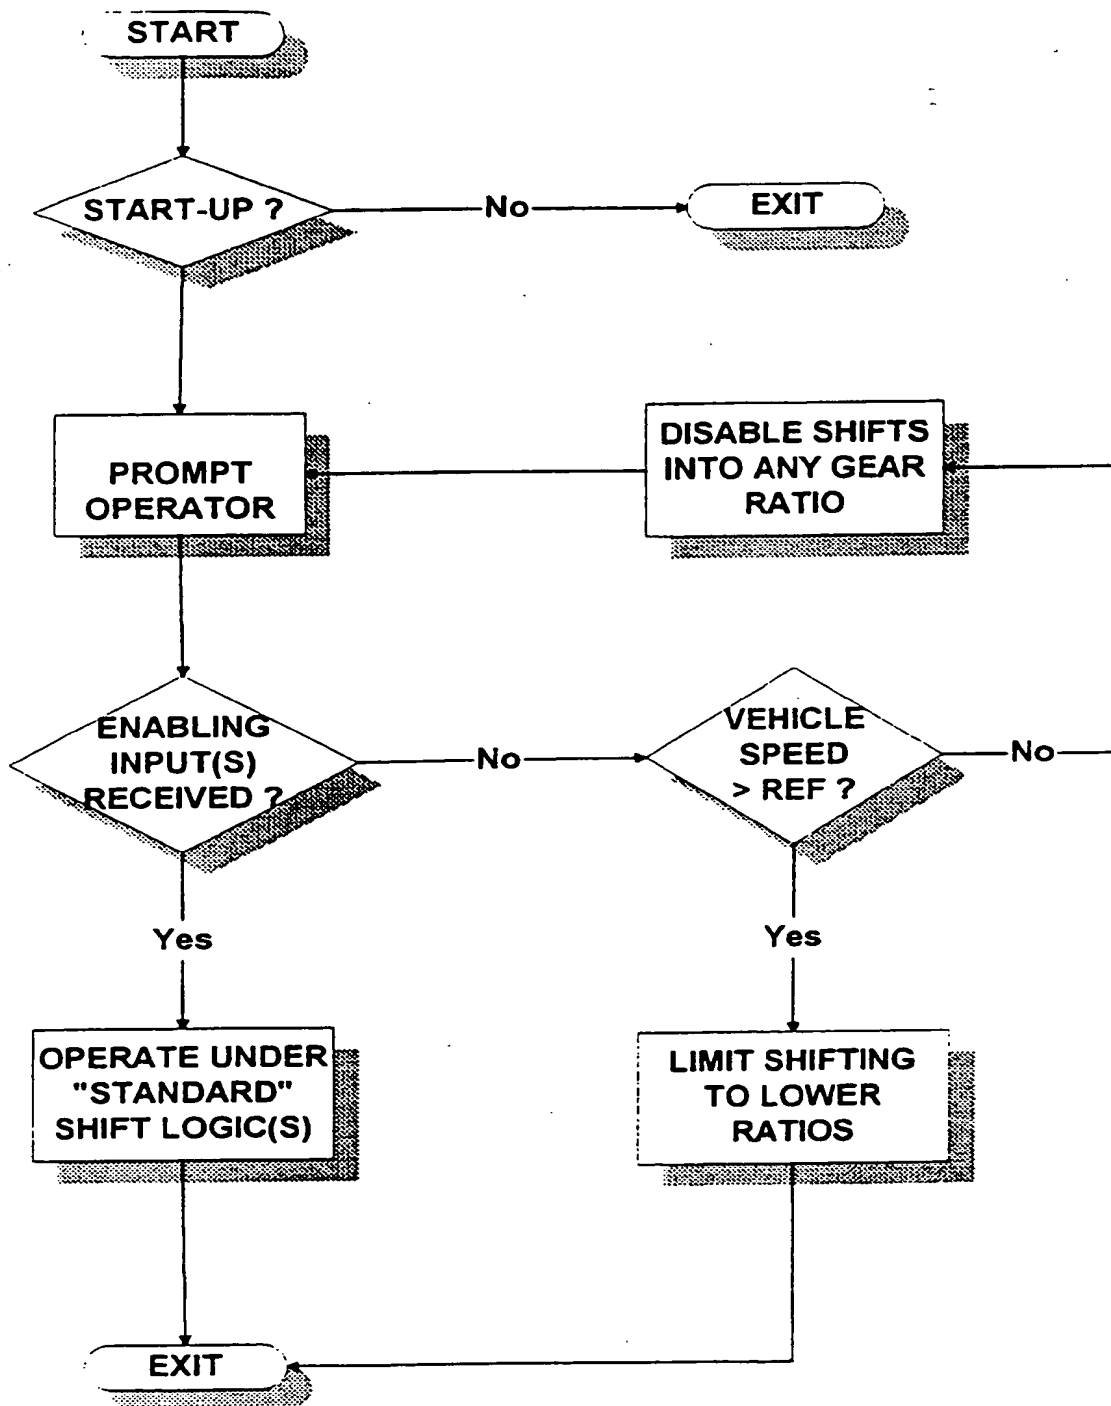 START
START-UP ?
No
EXIT
PROMPT
OPERATOR
DISABLE SHIFTS
INTO ANY GEAR
RATIO
ENABLING
INPUT(S)
RECEIVED ?
No
VEHICLE
SPEED
> REF ?
No
Yes
Yes
OPERATE UNDER
"STANDARD"
SHIFT LOGIC(S)
LIMIT SHIFTING
TO LOWER
RATIOS
EXIT